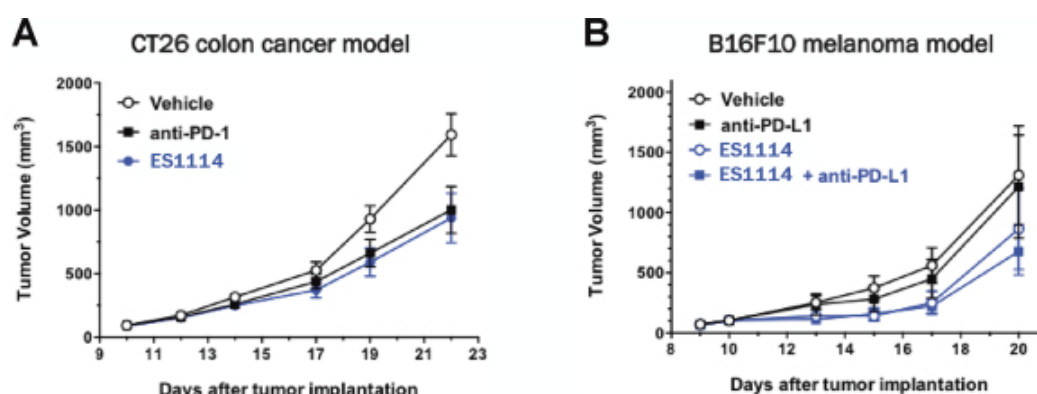 A
CT26 colon cancer model
Tumor Volume (mm³)
2000
1500
1000
500
0
Vehicle
anti-PD-1
ES1114
9 11 13 15 17 19 21 23
Days after tumor implantation
B
B16F10 melanoma model
Tumor Volume (mm³)
2000
1500
1000
500
0
Vehicle
anti-PD-L1
ES1114
ES1114 + anti-PD-L1
8 10 12 14 16 18 20
Days after tumor implantation